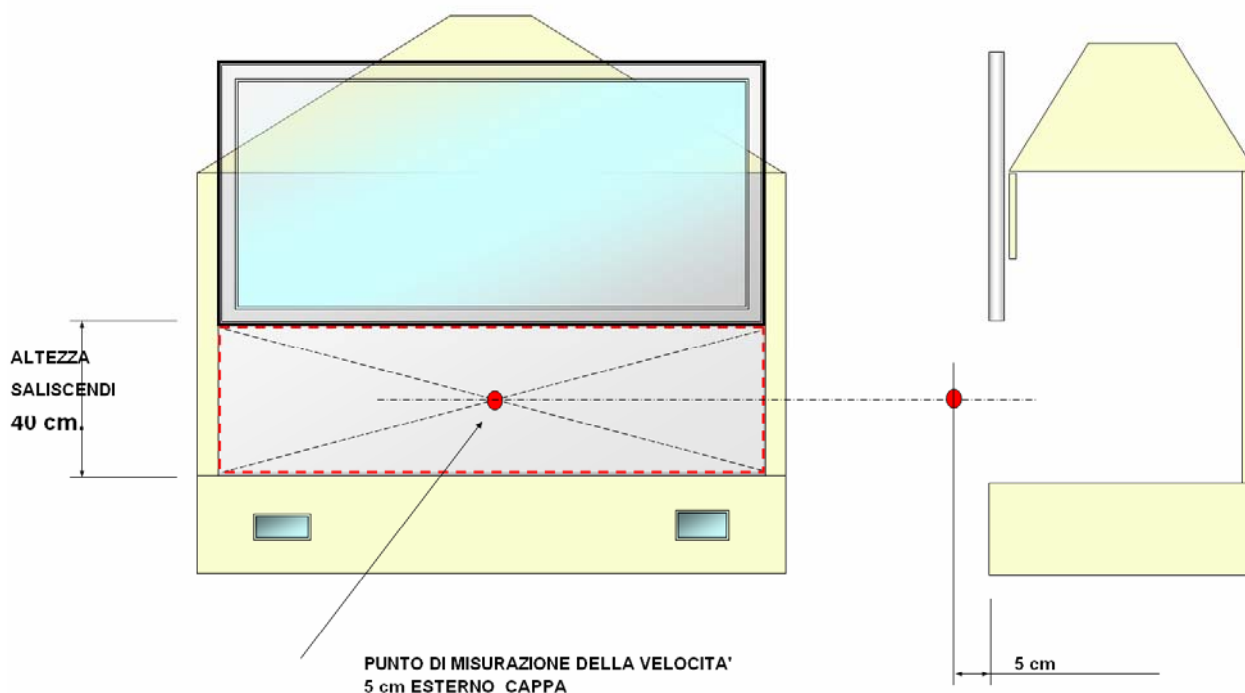 ALTEZZA
SALISCENDI
40 cm.
PUNTO DI MISURAZIONE DELLA VELOCITA'
5 cm ESTERNO CAPPA
5 cm